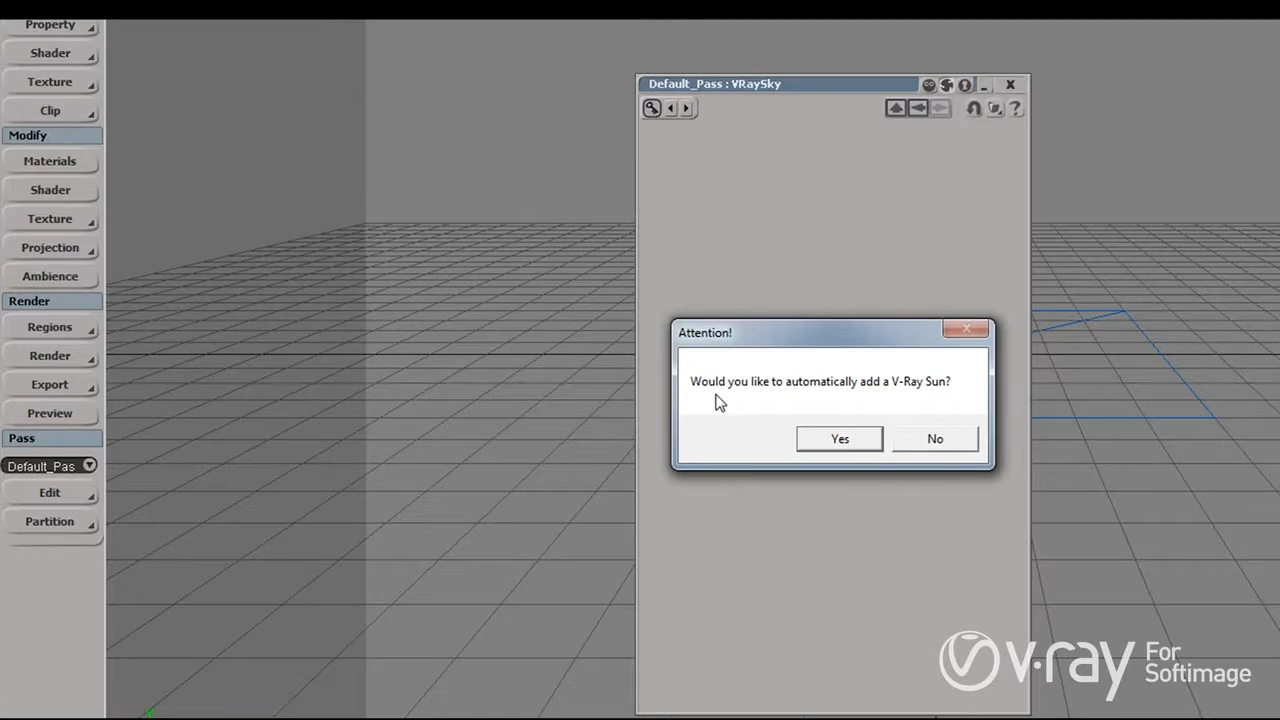 Property
Shader
Texture
Clip
Modify
Materials
Shader
Texture
Projection
Ambience
Render
Regions
Render
Export
Preview
Pass
Default_Pas
Edit
Partition
Default_Pass : VRaySky
Attention!
Would you like to automatically add a V-Ray Sun?
Yes
No
v·ray For
Softimage